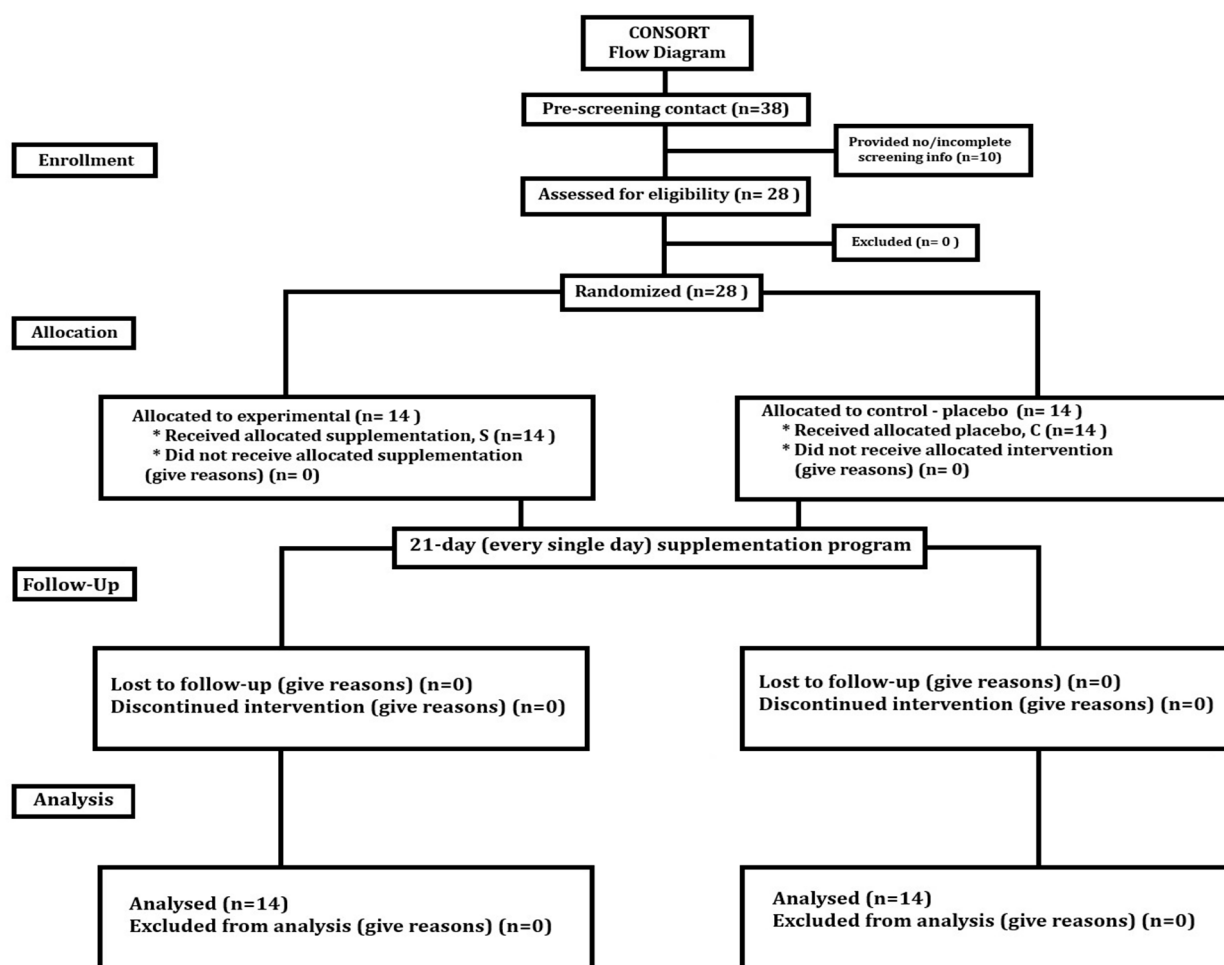 CONSORT
Flow Diagram
Pre-screening contact (n=38)
Provided no/incomplete
screening info (n=10)
Enrollment
Assessed for eligibility (n= 28 )
Excluded (n= 0 )
Randomized (n=28 )
Allocation
Allocated to experimental (n= 14 )
* Received allocated supplementation, S (n=14 )
* Did not receive allocated supplementation
(give reasons) (n= 0)
Allocated to control - placebo (n= 14 )
* Received allocated placebo, C (n=14 )
* Did not receive allocated intervention
(give reasons) (n= 0)
21-day (every single day) supplementation program
Follow-Up
Lost to follow-up (give reasons) (n=0)
Discontinued intervention (give reasons) (n=0)
Lost to follow-up (give reasons) (n=0)
Discontinued intervention (give reasons) (n=0)
Analysis
Analysed (n=14)
Excluded from analysis (give reasons) (n=0)
Analysed (n=14)
Excluded from analysis (give reasons) (n=0)